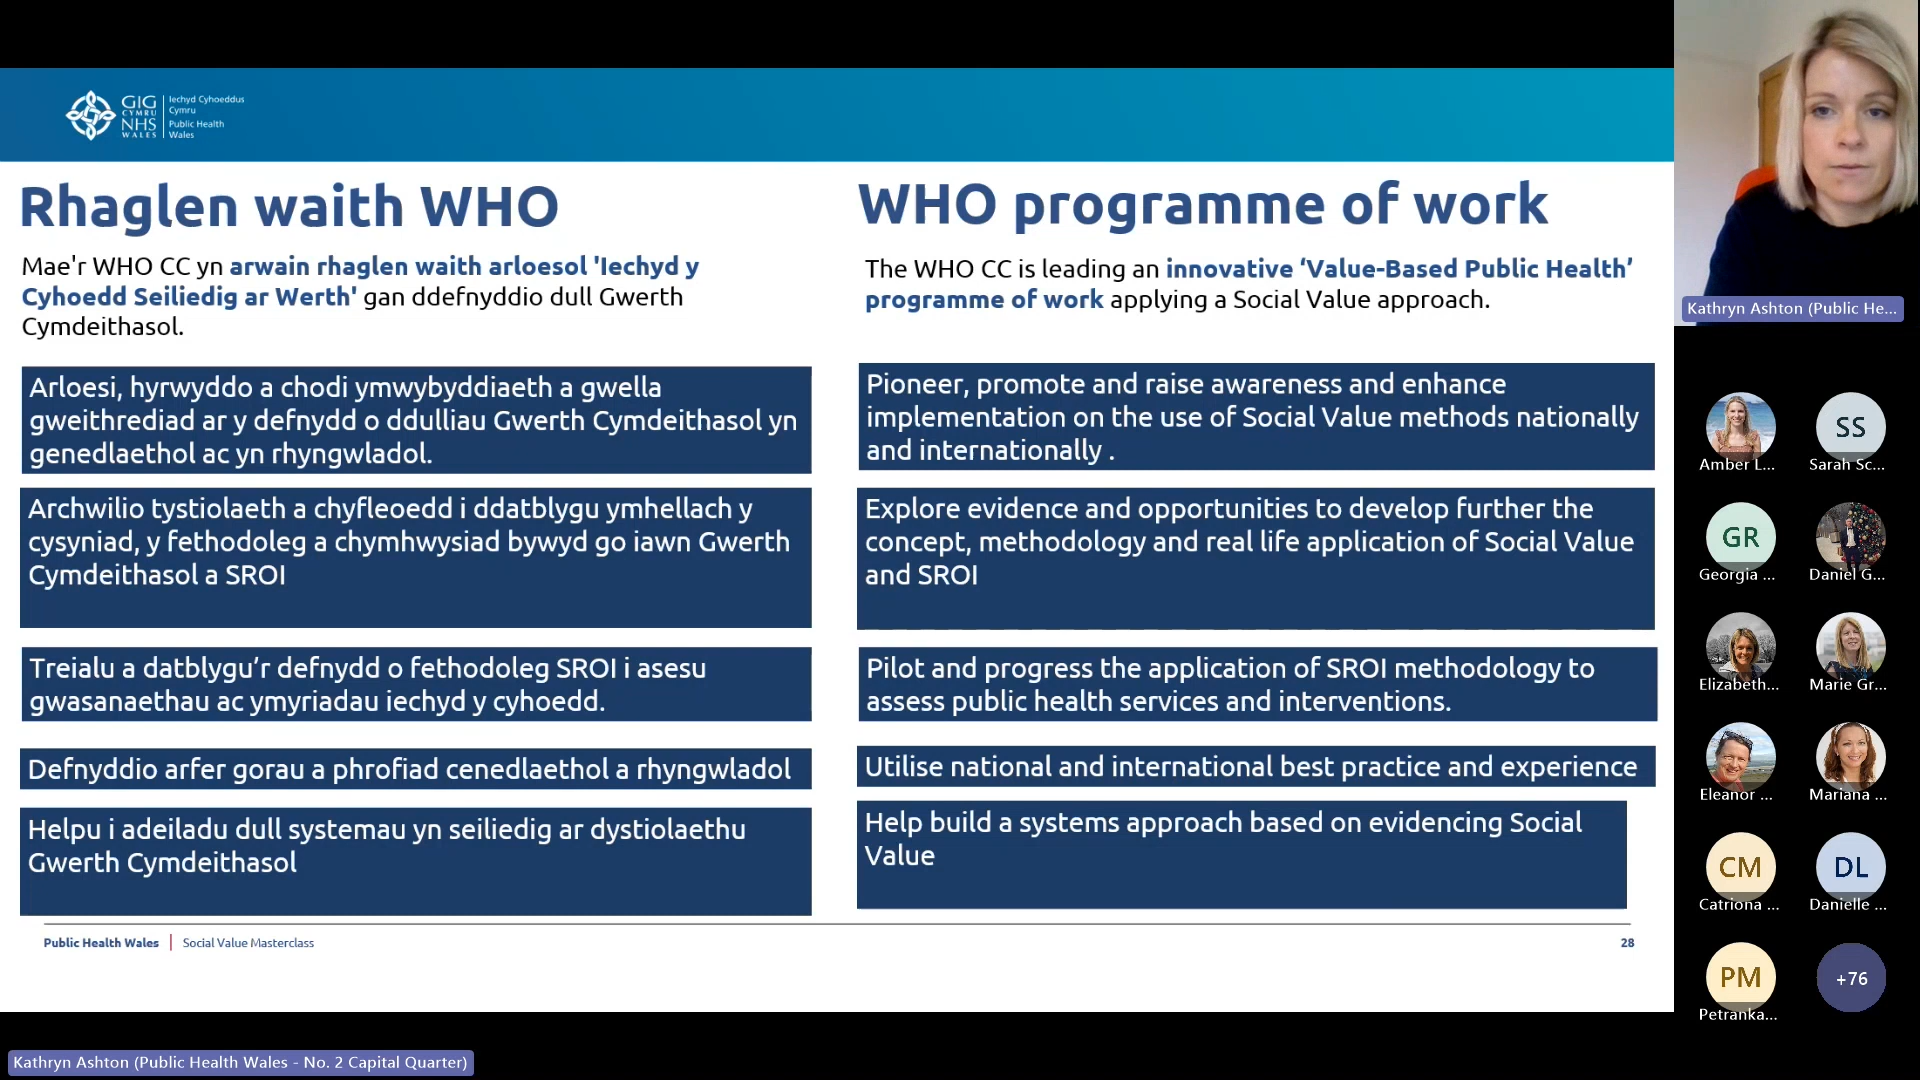 GIG
CYMRU
NHS
WALES
Iechyd Cyhoeddus
Cymru
Public Health
Wales
Rhaglen waith WHO
Mae'r WHO CC yn arwain rhaglen waith arloesol 'Iechyd y
Cyhoedd Seiliedig ar Werth' gan ddefnyddio dull Gwerth
Cymdeithasol.
Arloesi, hyrwyddo a chodi ymwybyddiaeth a gwella
gweithrediad ar y defnydd o ddulliau Gwerth Cymdeithasol yn
genedlaethol ac yn rhyngwladol.
Archwilio tystiolaeth a chyfleoedd i ddatblygu ymhellach y
cysyniad, y fethodoleg a chymhwysiad bywyd go iawn Gwerth
Cymdeithasol a SROI
Treialu a datblygu’r defnydd o fethodoleg SROI i asesu
gwasanaethau ac ymyriadau iechyd y cyhoedd.
Defnyddio arfer gorau a phrofiad cenedlaethol a rhyngwladol
Helpu i adeiladu dull systemau yn seiliedig ar dystiolaethu
Gwerth Cymdeithasol
WHO programme of work
The WHO CC is leading an innovative ‘Value-Based Public Health’
programme of work applying a Social Value approach.
Pioneer, promote and raise awareness and enhance
implementation on the use of Social Value methods nationally
and internationally .
Explore evidence and opportunities to develop further the
concept, methodology and real life application of Social Value
and SROI
Pilot and progress the application of SROI methodology to
assess public health services and interventions.
Utilise national and international best practice and experience
Help build a systems approach based on evidencing Social
Value
Public Health Wales | Social Value Masterclass
28
Kathryn Ashton (Public He...
Amber L...
SS
Sarah Sc...
GR
Georgia ...
Daniel G...
Elizabeth...
Marie Gr...
Eleanor ...
Mariana ...
CM
Catriona ...
DL
Danielle ...
PM
Petranka...
+76
Kathryn Ashton (Public Health Wales - No. 2 Capital Quarter)